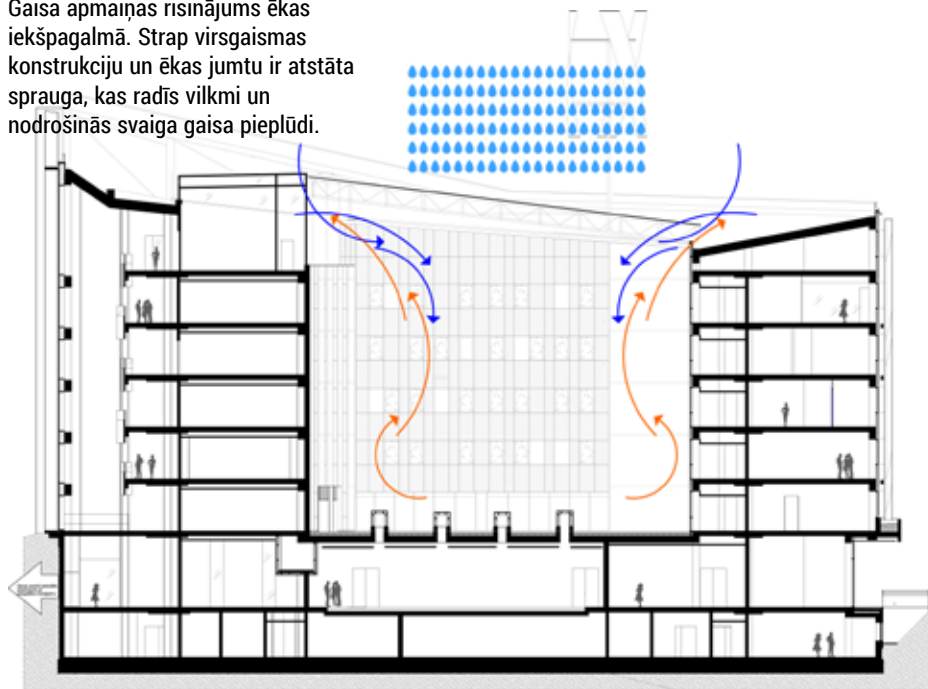 Gaisa apmaiņas risinājums ēkas
iekšpagalmā. Strap virsgaismas
konstrukciju un ēkas jumtu ir atstāta
sprauga, kas radīs vilkmi un
nodrošinās svaiga gaisa pieplūdi.